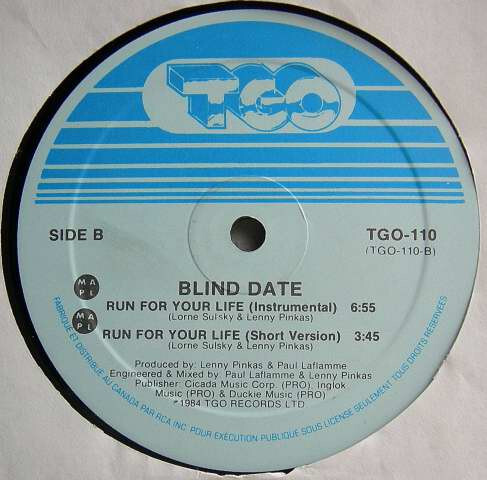 TGO
SIDE B
TGO-110
(TGO-110-B)
BLIND DATE
MAPL
RUN FOR YOUR LIFE (Instrumental) 6:55
(Lorne Sulsky & Lenny Pinkas)
MAPL
RUN FOR YOUR LIFE (Short Version) 3:45
(Lorne Sulsky & Lenny Pinkas)
Produced by: Lenny Pinkas & Paul Laflamme
Engineered & Mixed by: Paul Laflamme & Lenny Pinkas
Publisher: Cicada Music Corp. (PRO), Inglok
Music (PRO) & Duckie Music (PRO)
©1984 TGO RECORDS LTD
FABRIQUÉ ET DISTRIBUÉ AU CANADA PAR RCA INC. POUR EXÉCUTION PUBLIQUE SOUS LICENSE SEULEMENT TOUS DROITS RÉSERVÉES